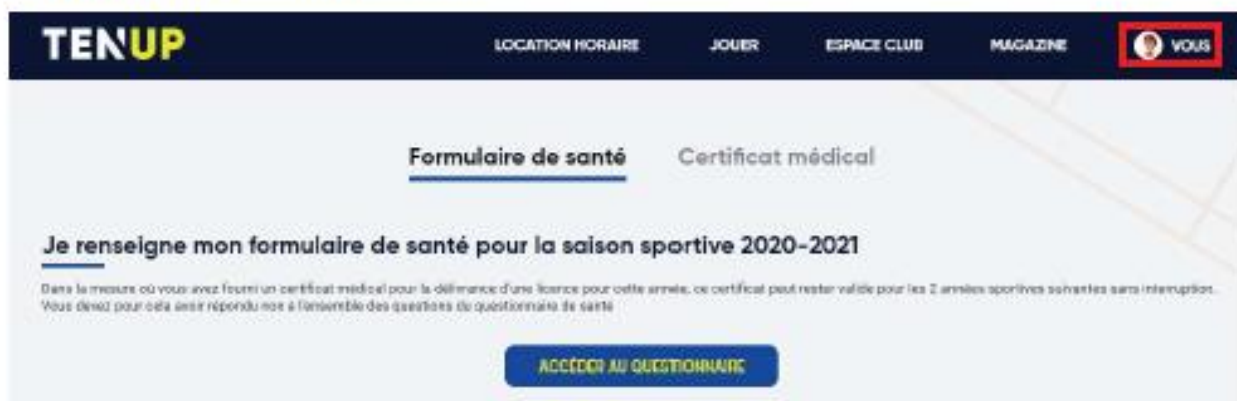 TENUP LOCATION HORAIRE JOUER ESPACE CLUB MAGAZINE VOUS
Formulaire de santé Certificat médical
Je renseigne mon formulaire de santé pour la saison sportive 2020-2021
Dans la mesure où vous avez fourni un certificat médical pour la délivrance d'une licence pour cette année, ce certificat peut rester valide pour les 2 années sportives suivantes sans interruption.
Vous devez pour cela avoir répondu non à l'ensemble des questions du questionnaire de santé
ACCÉDER AU QUESTIONNAIRE